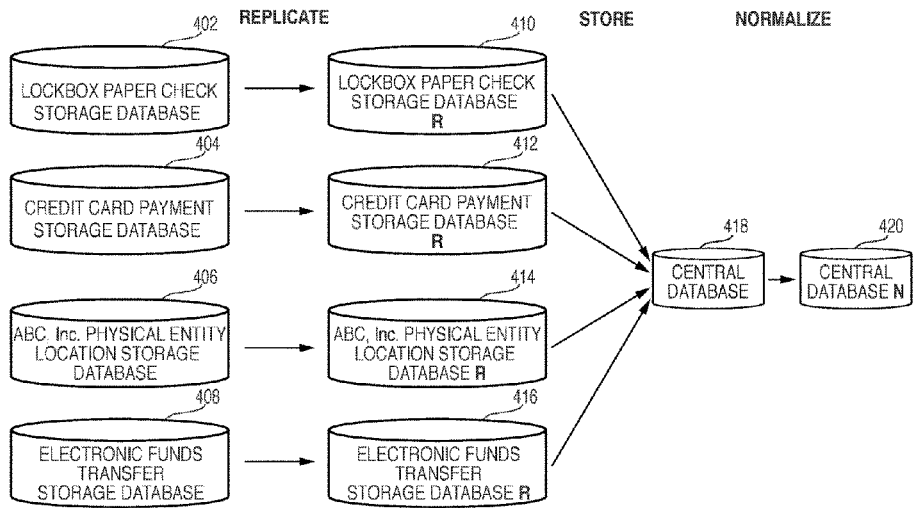 REPLICATE STORE NORMALIZE
402 410
LOCKBOX PAPER CHECK
STORAGE DATABASE
LOCKBOX PAPER CHECK
STORAGE DATABASE
R
404 412
CREDIT CARD PAYMENT
STORAGE DATABASE
CREDIT CARD PAYMENT
STORAGE DATABASE
R
418 420
CENTRAL
DATABASE
CENTRAL
DATABASE N
406 414
ABC, Inc. PHYSICAL ENTITY
LOCATION STORAGE
DATABASE
ABC, Inc. PHYSICAL ENTITY
LOCATION STORAGE
DATABASE R
408 416
ELECTRONIC FUNDS
TRANSFER
STORAGE DATABASE
ELECTRONIC FUNDS
TRANSFER
STORAGE DATABASE R